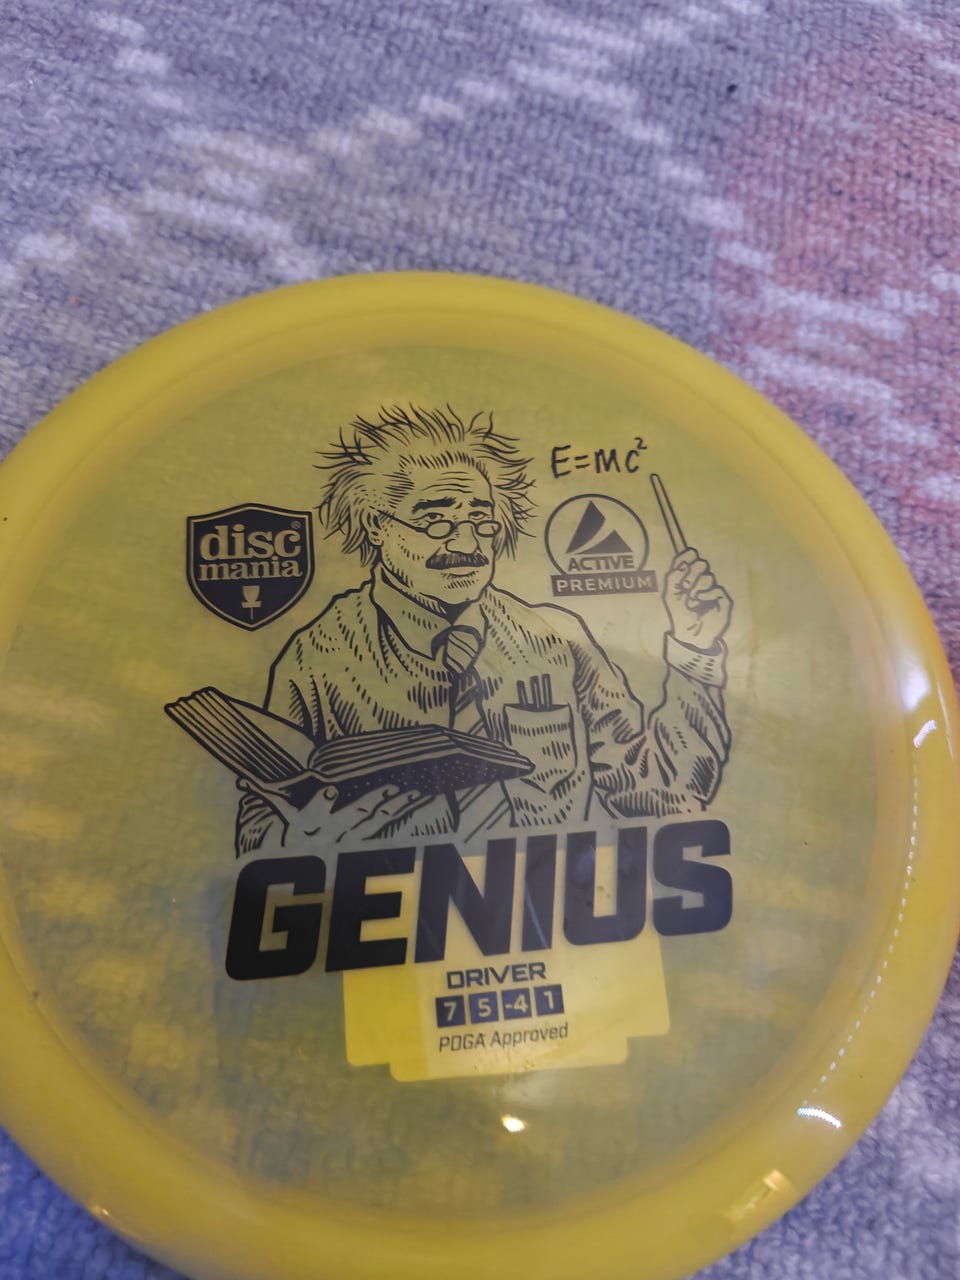 E=mc²
disc®
mania
ACTIVE
PREMIUM
GENIUS
DRIVER
7 5 -4 1
PDGA Approved